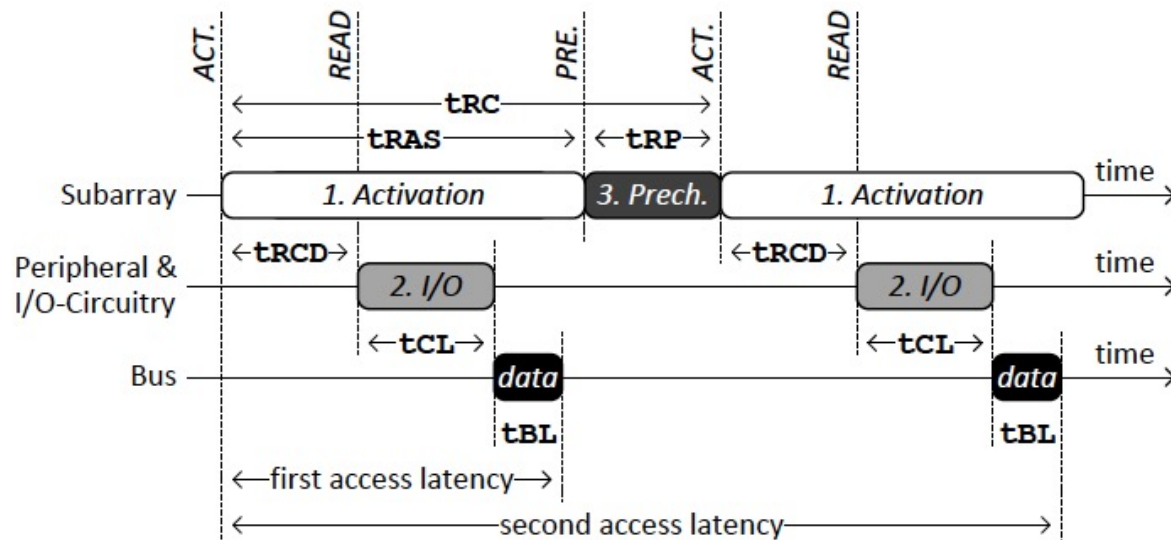 ACT.
READ
PRE.
ACT.
READ
tRC
tRAS
tRP
Subarray
1. Activation
3. Prech.
1. Activation
time
tRCD
tRCD
Peripheral &
I/O-Circuitry
2. I/O
2. I/O
time
tCL
tCL
Bus
data
data
time
tBL
tBL
first access latency
second access latency